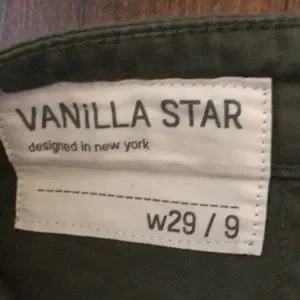 VANiLLA STAR
designed in new york
w29 / 9